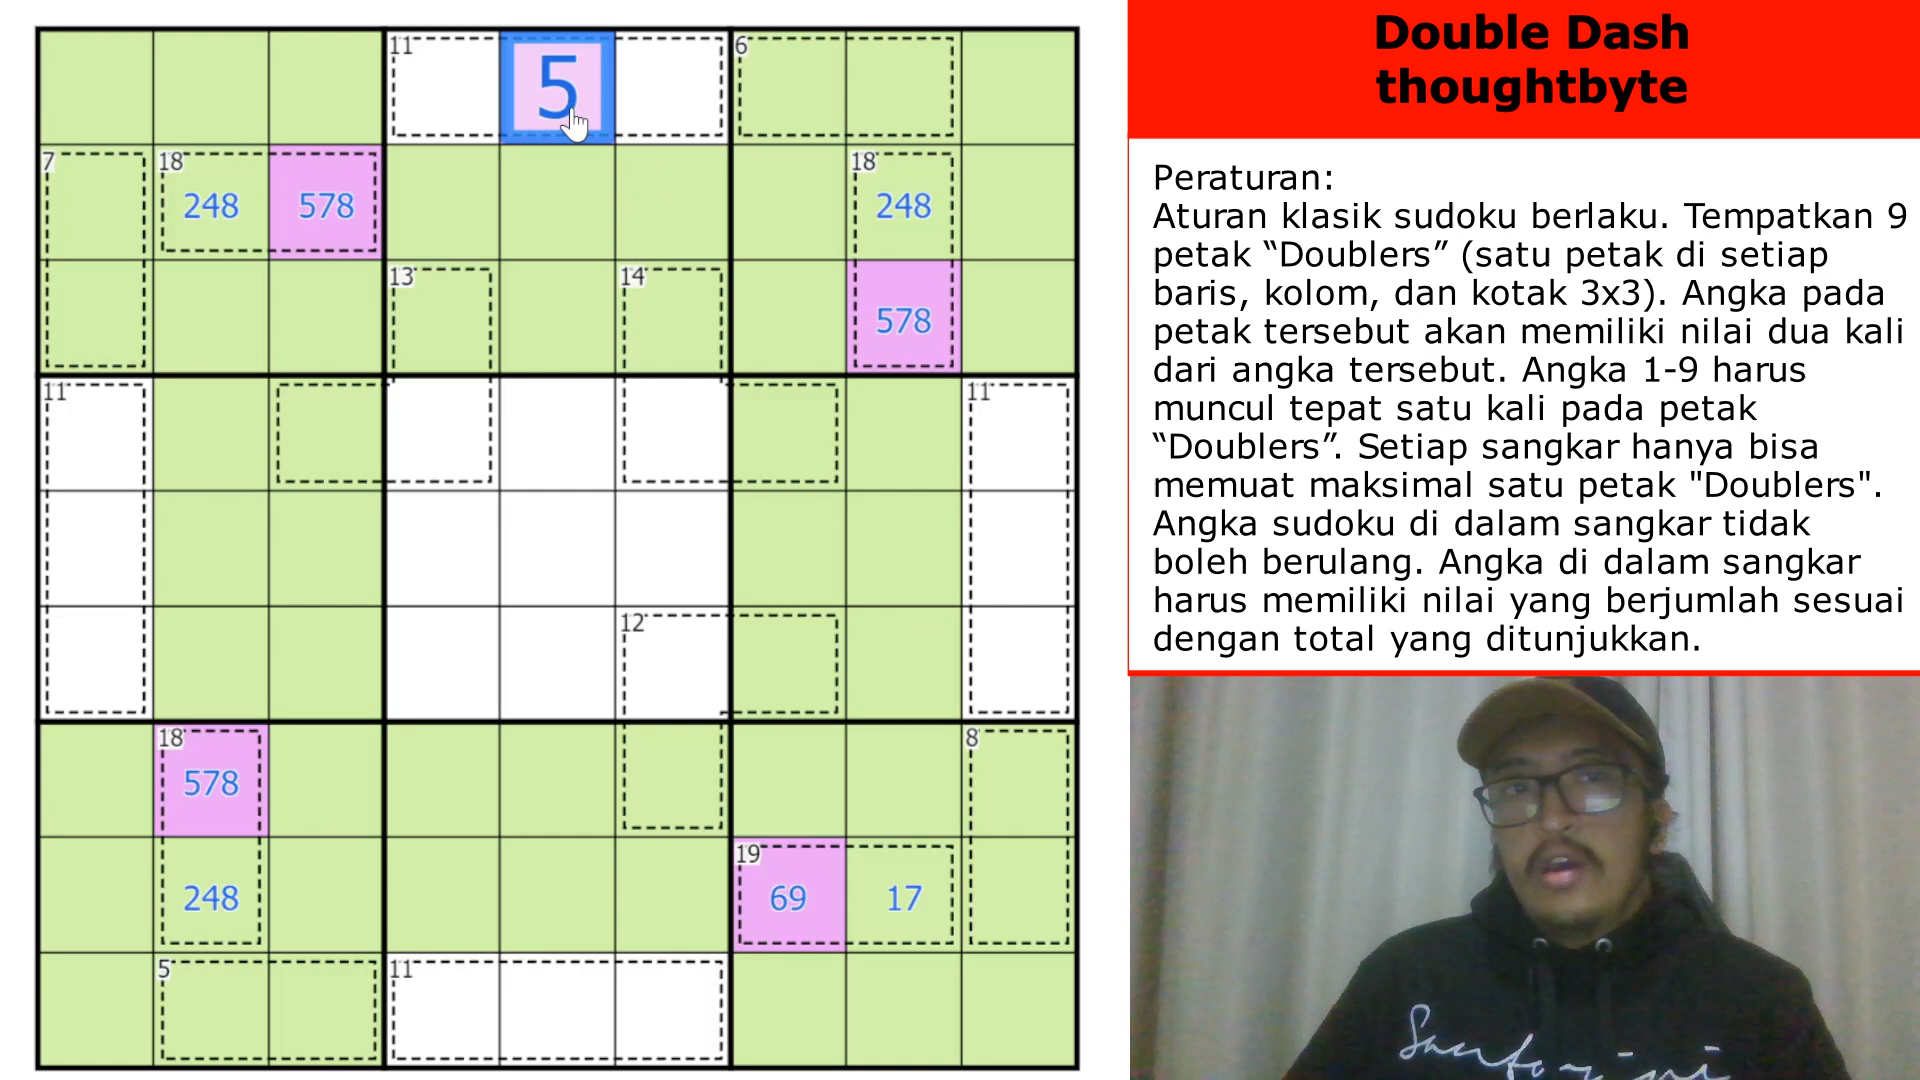 Double Dash
thoughtbyte
Peraturan:
Aturan klasik sudoku berlaku. Tempatkan 9
petak “Doublers” (satu petak di setiap
baris, kolom, dan kotak 3x3). Angka pada
petak tersebut akan memiliki nilai dua kali
dari angka tersebut. Angka 1-9 harus
muncul tepat satu kali pada petak
“Doublers”. Setiap sangkar hanya bisa
memuat maksimal satu petak "Doublers".
Angka sudoku di dalam sangkar tidak
boleh berulang. Angka di dalam sangkar
harus memiliki nilai yang berjumlah sesuai
dengan total yang ditunjukkan.
11 5 6
7 18 248 578 18 248
13 14 578
11 11
12
18 578 8
248 19 69 17
5 11